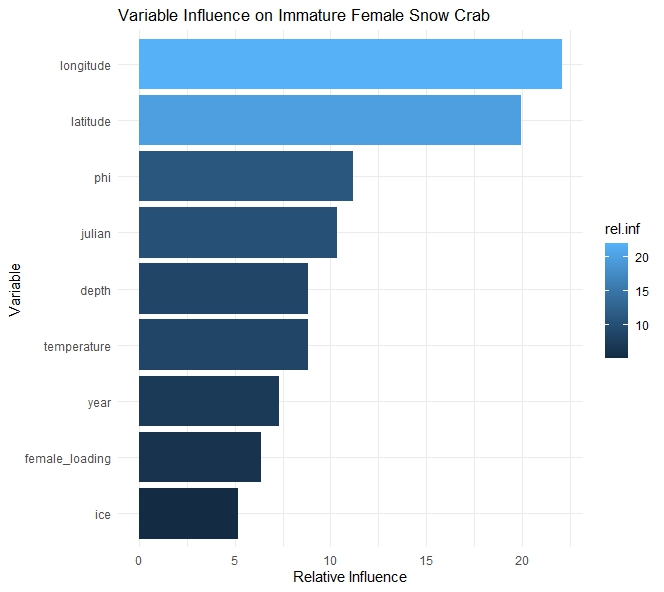 Variable Influence on Immature Female Snow Crab
longitude
latitude
phi
julian
depth
temperature
year
female_loading
ice
Variable
0 5 10 15 20
Relative Influence
rel.inf
20
15
10